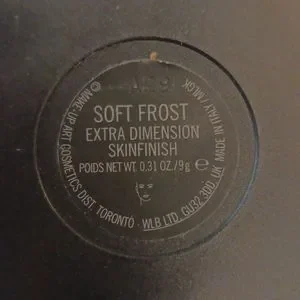 SOFT FROST
EXTRA DIMENSION
SKINFINISH
POIDS NET WT. 0.31 OZ./9g ℮
© MAKE-UP ART COSMETICS DIST. TORONTO · WLB LTD. GU32 3DD, UK MADE IN ITALY /